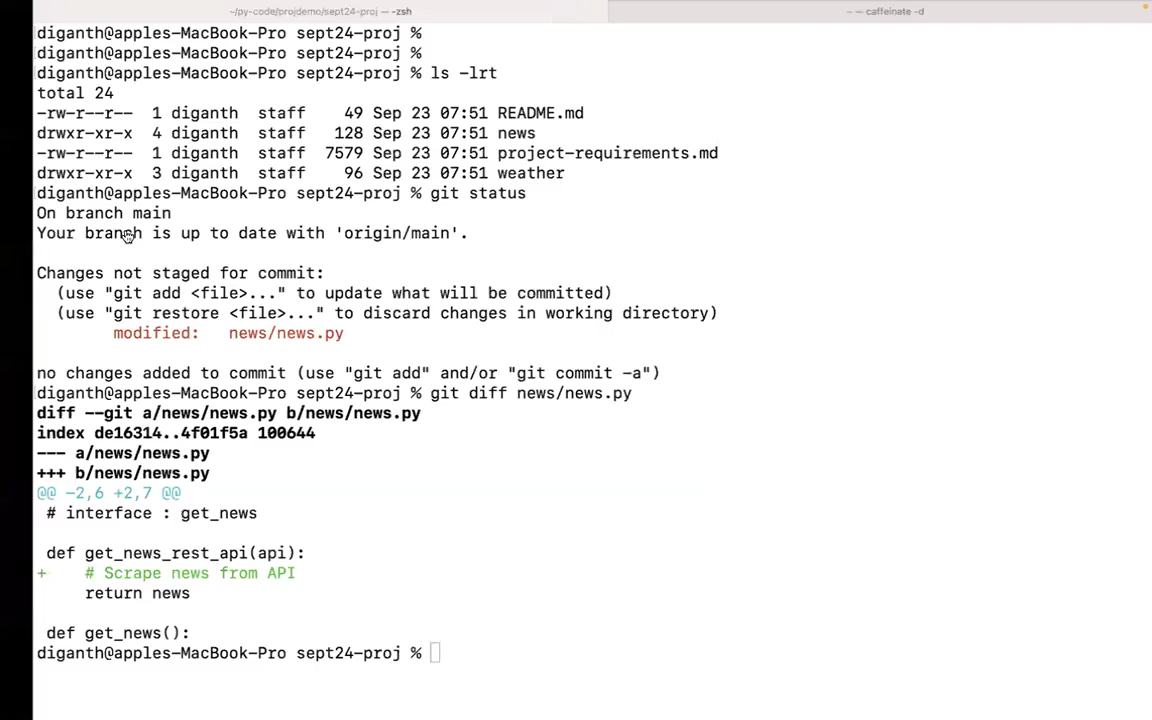 ~/py-code/projdemo/sept24-proj — -zsh
~ — caffeinate -d
diganth@apples-MacBook-Pro sept24-proj %
diganth@apples-MacBook-Pro sept24-proj %
diganth@apples-MacBook-Pro sept24-proj % ls -lrt
total 24
-rw-r--r--  1 diganth  staff    49 Sep 23 07:51 README.md
drwxr-xr-x  4 diganth  staff   128 Sep 23 07:51 news
-rw-r--r--  1 diganth  staff  7579 Sep 23 07:51 project-requirements.md
drwxr-xr-x  3 diganth  staff    96 Sep 23 07:51 weather
diganth@apples-MacBook-Pro sept24-proj % git status
On branch main
Your branch is up to date with 'origin/main'.
Changes not staged for commit:
  (use "git add <file>..." to update what will be committed)
  (use "git restore <file>..." to discard changes in working directory)
        modified:   news/news.py
no changes added to commit (use "git add" and/or "git commit -a")
diganth@apples-MacBook-Pro sept24-proj % git diff news/news.py
diff --git a/news/news.py b/news/news.py
index de16314..4f01f5a 100644
--- a/news/news.py
+++ b/news/news.py
@@ -2,6 +2,7 @@
 # interface : get_news
 def get_news_rest_api(api):
+    # Scrape news from API
     return news
 def get_news():
diganth@apples-MacBook-Pro sept24-proj %